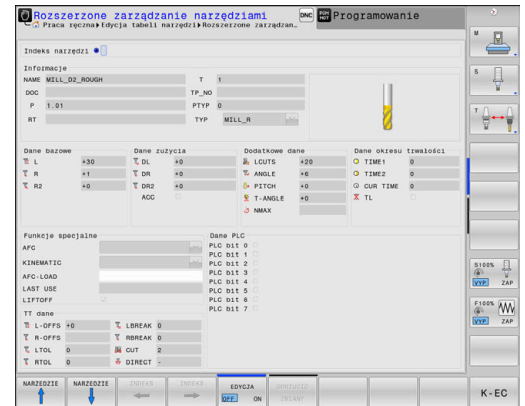 Rozszerzone zarządzanie narzędziami
DNC
Programowanie
Praca ręczna Edycja tabeli narzędzi Rozszerzone zarządzan…
Indeks narzędzi
Informacje
NAME MILL_D2_ROUGH T 1
DOC TP_NO
P 1.01 PTYP 0
RT TYP MILL_R
Dane bazowe Dane zużycia Dodatkowe dane Dane okresu trwałości
L +30 DL +0 LCUTS +20 TIME1 0
R +1 DR +0 ANGLE +6 TIME2 0
R2 +0 DR2 +0 PITCH +0 CUR TIME 0
ACC T-ANGLE +0 TL
NMAX
Funkcje specjalne Dane PLC
AFC PLC bit 0
KINEMATIC PLC bit 1
AFC-LOAD PLC bit 2
LAST USE PLC bit 3
LIFTOFF PLC bit 4
PLC bit 5
PLC bit 6
PLC bit 7
TT dane
L-OFFS +0 LBREAK 0
R-OFFS RBREAK 0
LTOL 0 CUT 2
RTOL 0 DIRECT -
M
S
T
S100%
WYP ZAP
F100%
WYP ZAP
NARZEDZIE NARZEDZIE INDEKS INDEKS EDYCJA
OFF ON ZMIANY
K-EC